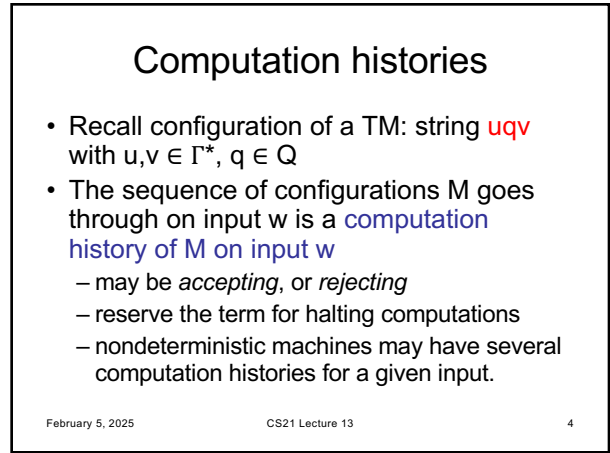 Computation histories
• Recall configuration of a TM: string uqv
with u,v ∈ Γ*, q ∈ Q
• The sequence of configurations M goes
through on input w is a computation
history of M on input w
– may be accepting, or rejecting
– reserve the term for halting computations
– nondeterministic machines may have several
computation histories for a given input.
February 5, 2025 CS21 Lecture 13 4